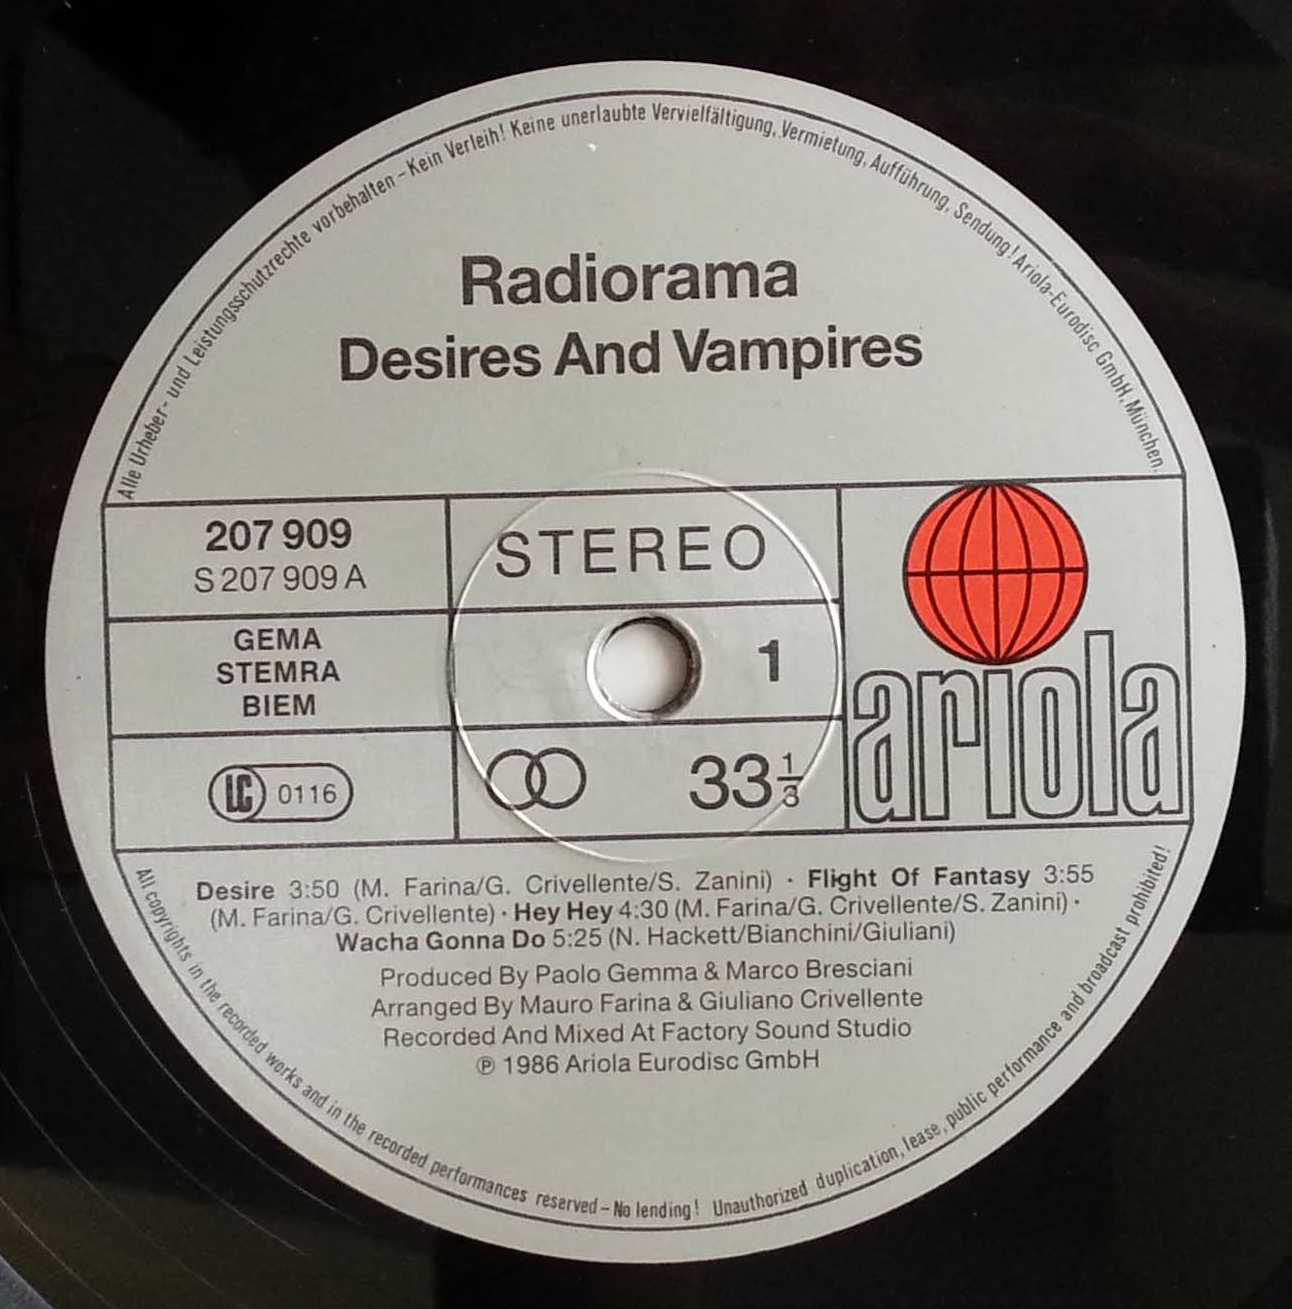 Alle Urheber- und Leistungsschutzrechte vorbehalten – Kein Verleih! Keine unerlaubte Vervielfältigung, Vermietung, Aufführung, Sendung! Ariola-Eurodisc GmbH, München.
Radiorama
Desires And Vampires
207 909
S 207 909 A
STEREO
GEMA
STEMRA
BIEM
1
LC 0116
33 1/3
ariola
Desire 3:50 (M. Farina/G. Crivellente/S. Zanini) · Flight Of Fantasy 3:55
(M. Farina/G. Crivellente) · Hey Hey 4:30 (M. Farina/G. Crivellente/S. Zanini) ·
Wacha Gonna Do 5:25 (N. Hackett/Bianchini/Giuliani)
Produced By Paolo Gemma & Marco Bresciani
Arranged By Mauro Farina & Giuliano Crivellente
Recorded And Mixed At Factory Sound Studio
℗ 1986 Ariola Eurodisc GmbH
All copyrights in the recorded works and in the recorded performances reserved – No lending! Unauthorized duplication, lease, public performance and broadcast prohibited!